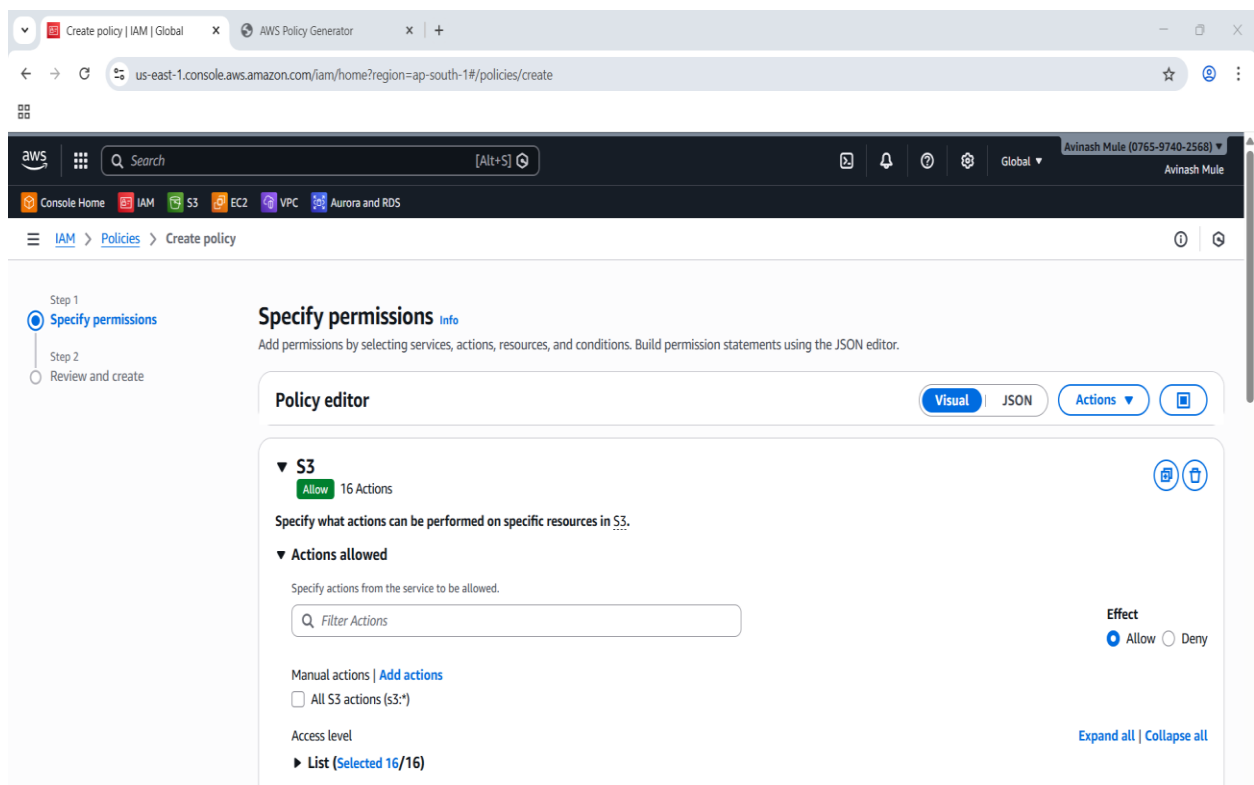 Create policy | IAM | Global
AWS Policy Generator
us-east-1.console.aws.amazon.com/iam/home?region=ap-south-1#/policies/create
aws
Search
[Alt+S]
Global
Avinash Mule (0765-9740-2568)
Avinash Mule
Console Home
IAM
S3
EC2
VPC
Aurora and RDS
IAM > Policies > Create policy
Step 1
Specify permissions
Step 2
Review and create
Specify permissions Info
Add permissions by selecting services, actions, resources, and conditions. Build permission statements using the JSON editor.
Policy editor
Visual
JSON
Actions
S3
Allow 16 Actions
Specify what actions can be performed on specific resources in S3.
Actions allowed
Specify actions from the service to be allowed.
Filter Actions
Effect
Allow
Deny
Manual actions | Add actions
All S3 actions (s3:*)
Access level
Expand all | Collapse all
List (Selected 16/16)